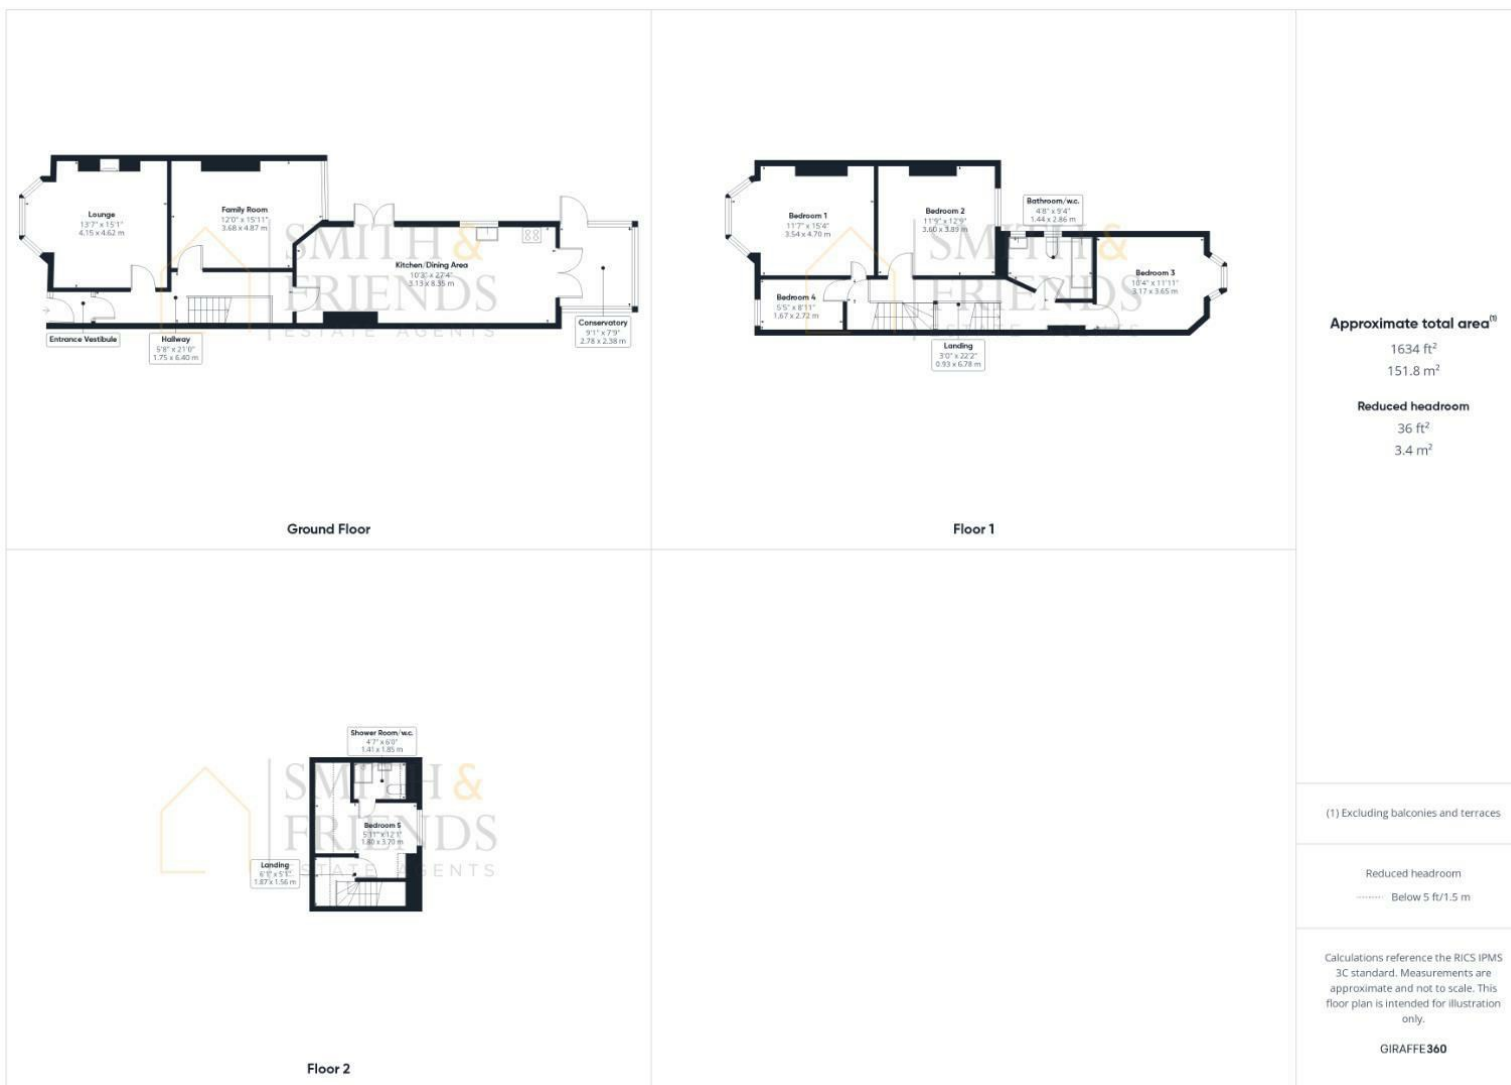 Lounge
13'7" x 15'1"
4.15 x 4.62 m
Family Room
12'0" x 15'11"
3.68 x 4.87 m
Kitchen/Dining Area
10'3" x 27'4"
3.13 x 8.35 m
Entrance Vestibule
Hallway
5'8" x 21'0"
1.75 x 6.40 m
Conservatory
9'1" x 7'9"
2.78 x 2.38 m
SMITH &
FRIENDS
ESTATE AGENTS
Ground Floor
Bedroom 1
11'7" x 15'4"
3.54 x 4.70 m
Bedroom 2
11'9" x 12'9"
3.60 x 3.89 m
Bathroom/w.c.
4'8" x 9'4"
1.44 x 2.86 m
Bedroom 3
10'4" x 11'11"
3.17 x 3.65 m
Bedroom 4
5'5" x 8'11"
1.67 x 2.72 m
Landing
3'0" x 22'2"
0.93 x 6.78 m
SMITH &
FRIENDS
ESTATE AGENTS
Floor 1
Shower Room/w.c.
4'7" x 6'0"
1.41 x 1.85 m
Bedroom 5
5'11" x 12'1"
1.80 x 3.70 m
Landing
6'1" x 5'1"
1.87 x 1.56 m
SMITH &
FRIENDS
ESTATE AGENTS
Floor 2
Approximate total area(1)
1634 ft²
151.8 m²
Reduced headroom
36 ft²
3.4 m²
(1) Excluding balconies and terraces
Reduced headroom
Below 5 ft/1.5 m
Calculations reference the RICS IPMS
3C standard. Measurements are
approximate and not to scale. This
floor plan is intended for illustration
only.
GIRAFFE360